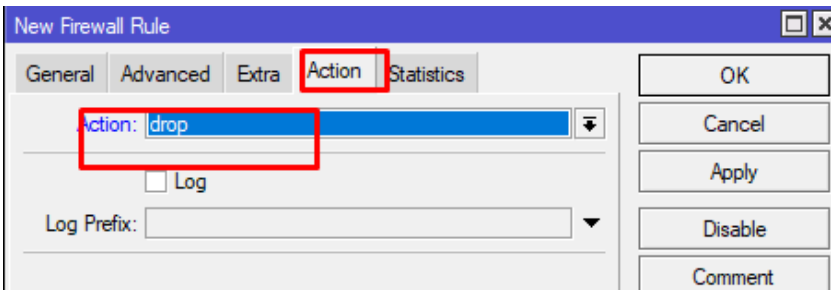 New Firewall Rule
General Advanced Extra Action Statistics
OK
Action: drop
Cancel
Log
Apply
Log Prefix:
Disable
Comment